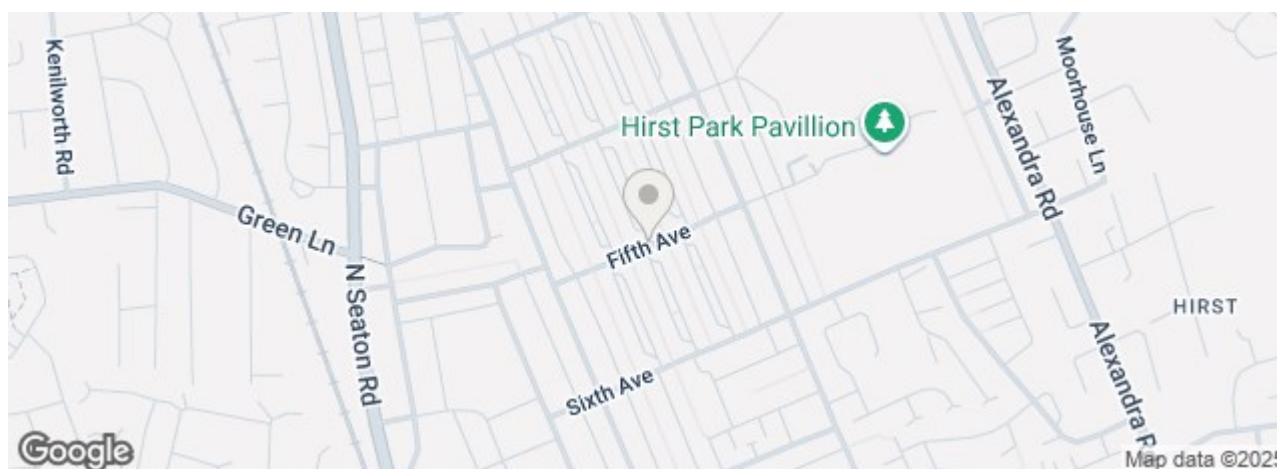 Kenilworth Rd
Green Ln
N Seaton Rd
Hirst Park Pavillion
Fifth Ave
Sixth Ave
Alexandra Rd
Moorhouse Ln
HIRST
Alexandra R
Google
Map data ©2025